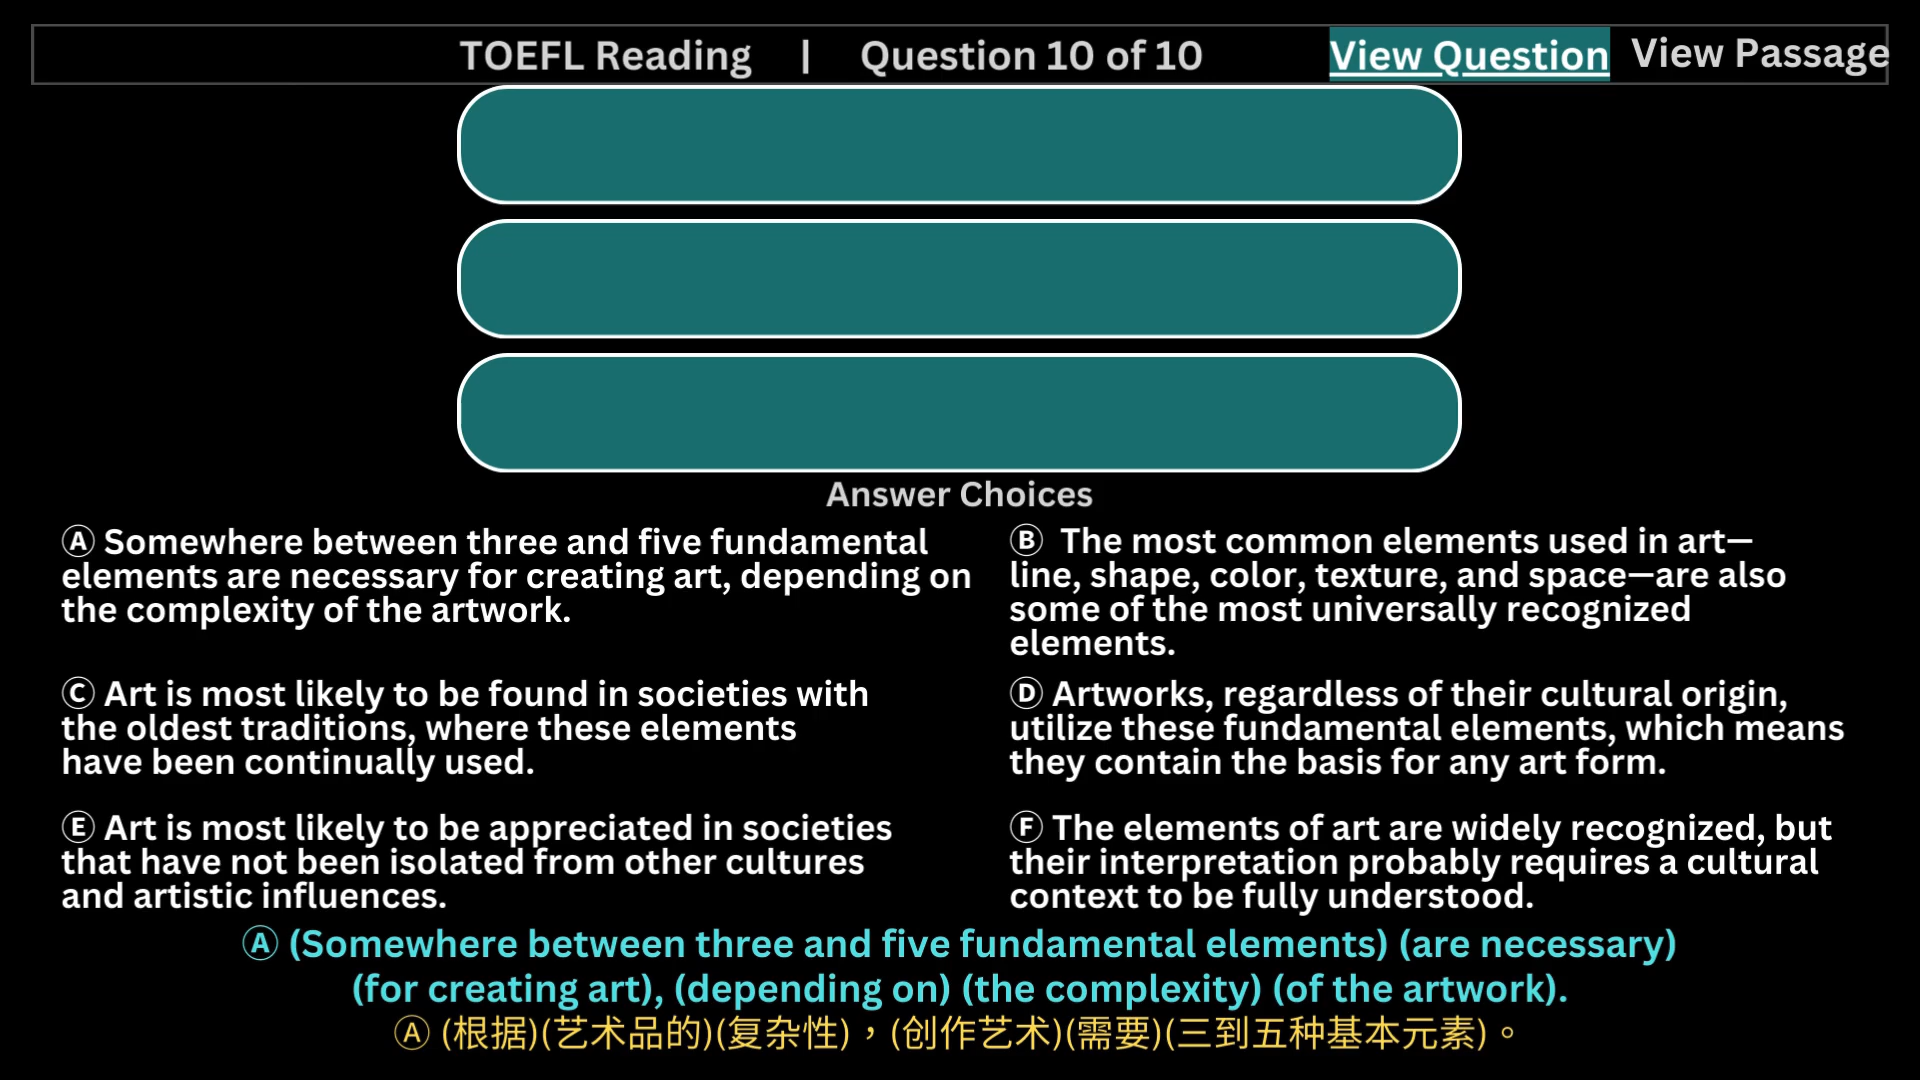 TOEFL Reading | Question 10 of 10 View Question View Passage
Answer Choices
Ⓐ Somewhere between three and five fundamental
elements are necessary for creating art, depending on
the complexity of the artwork.
Ⓑ The most common elements used in art—
line, shape, color, texture, and space—are also
some of the most universally recognized
elements.
Ⓒ Art is most likely to be found in societies with
the oldest traditions, where these elements
have been continually used.
Ⓓ Artworks, regardless of their cultural origin,
utilize these fundamental elements, which means
they contain the basis for any art form.
Ⓔ Art is most likely to be appreciated in societies
that have not been isolated from other cultures
and artistic influences.
Ⓕ The elements of art are widely recognized, but
their interpretation probably requires a cultural
context to be fully understood.
Ⓐ (Somewhere between three and five fundamental elements) (are necessary)
(for creating art), (depending on) (the complexity) (of the artwork).
Ⓐ (根据)(艺术品的)(复杂性)，(创作艺术)(需要)(三到五种基本元素)。